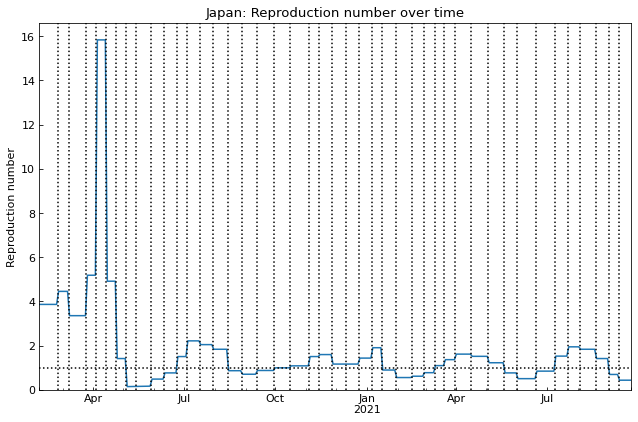 Japan: Reproduction number over time
Reproduction number
16
14
12
10
8
6
4
2
0
Apr
Jul
Oct
Jan
2021
Apr
Jul